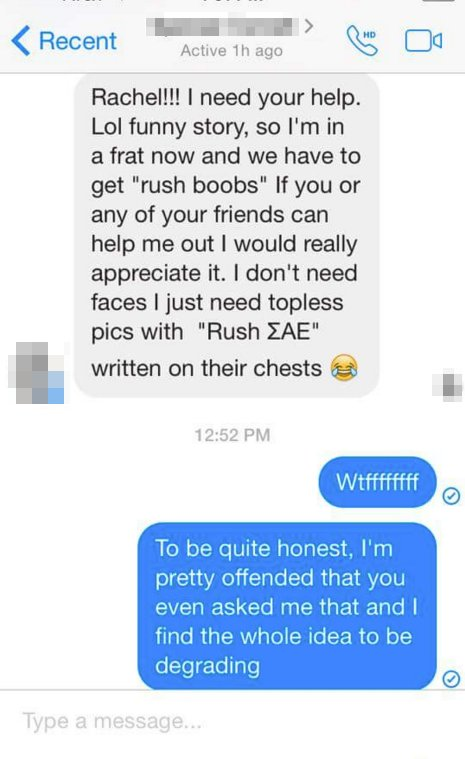 Recent
Active 1h ago
HD
Rachel!!! I need your help.
Lol funny story, so I'm in
a frat now and we have to
get "rush boobs" If you or
any of your friends can
help me out I would really
appreciate it. I don't need
faces I just need topless
pics with "Rush ΣAE"
written on their chests 😂
12:52 PM
Wtffffffff
To be quite honest, I'm
pretty offended that you
even asked me that and I
find the whole idea to be
degrading
Type a message...